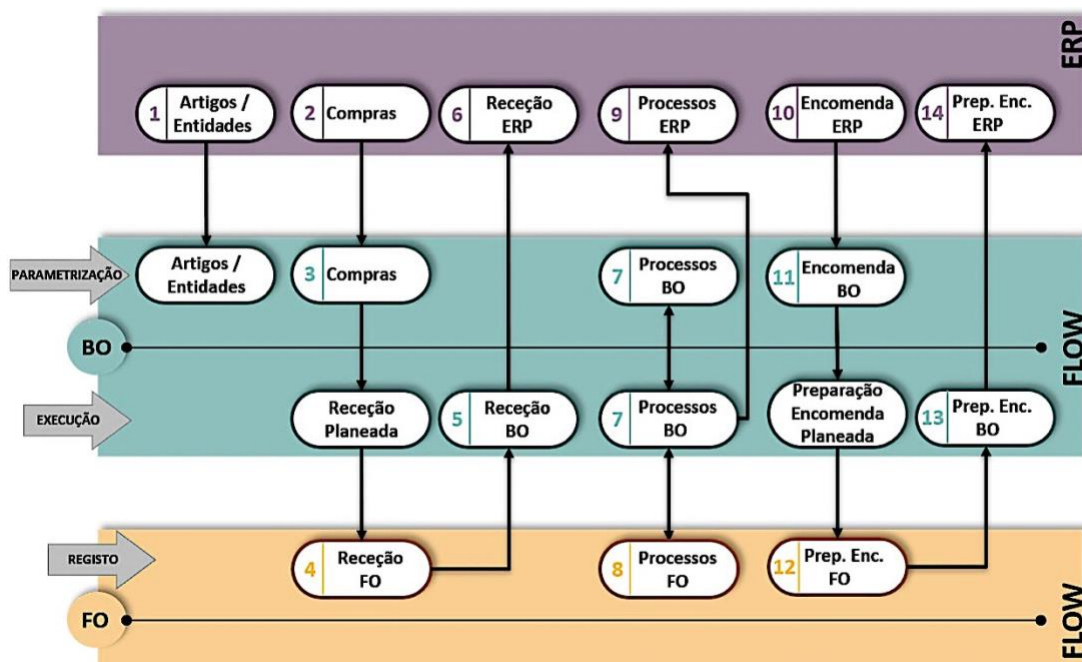 ERP
1 Artigos /
Entidades
2 Compras
6 Receção
ERP
9 Processos
ERP
10 Encomenda
ERP
14 Prep. Enc.
ERP
PARAMETRIZAÇÃO
Artigos /
Entidades
3 Compras
7 Processos
BO
11 Encomenda
BO
FLOW
BO
EXECUÇÃO
Receção
Planeada
5 Receção
BO
7 Processos
BO
Preparação
Encomenda
Planeada
13 Prep. Enc.
BO
REGISTO
4 Receção
FO
8 Processos
FO
12 Prep. Enc.
FO
FO
FLOW